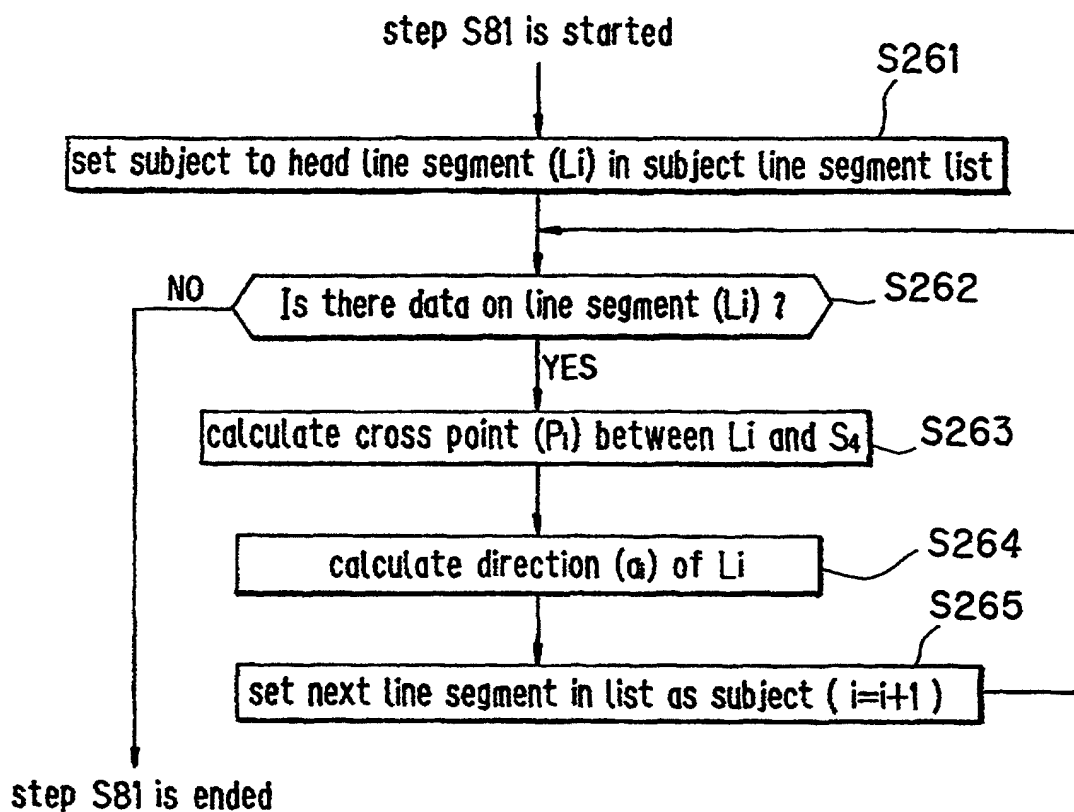 step S81 is started
S261
set subject to head line segment (Li) in subject line segment list
NO
Is there data on line segment (Li) ?
S262
YES
calculate cross point (Pi) between Li and S4
S263
calculate direction (ai) of Li
S264
S265
set next line segment in list as subject ( i=i+1 )
step S81 is ended